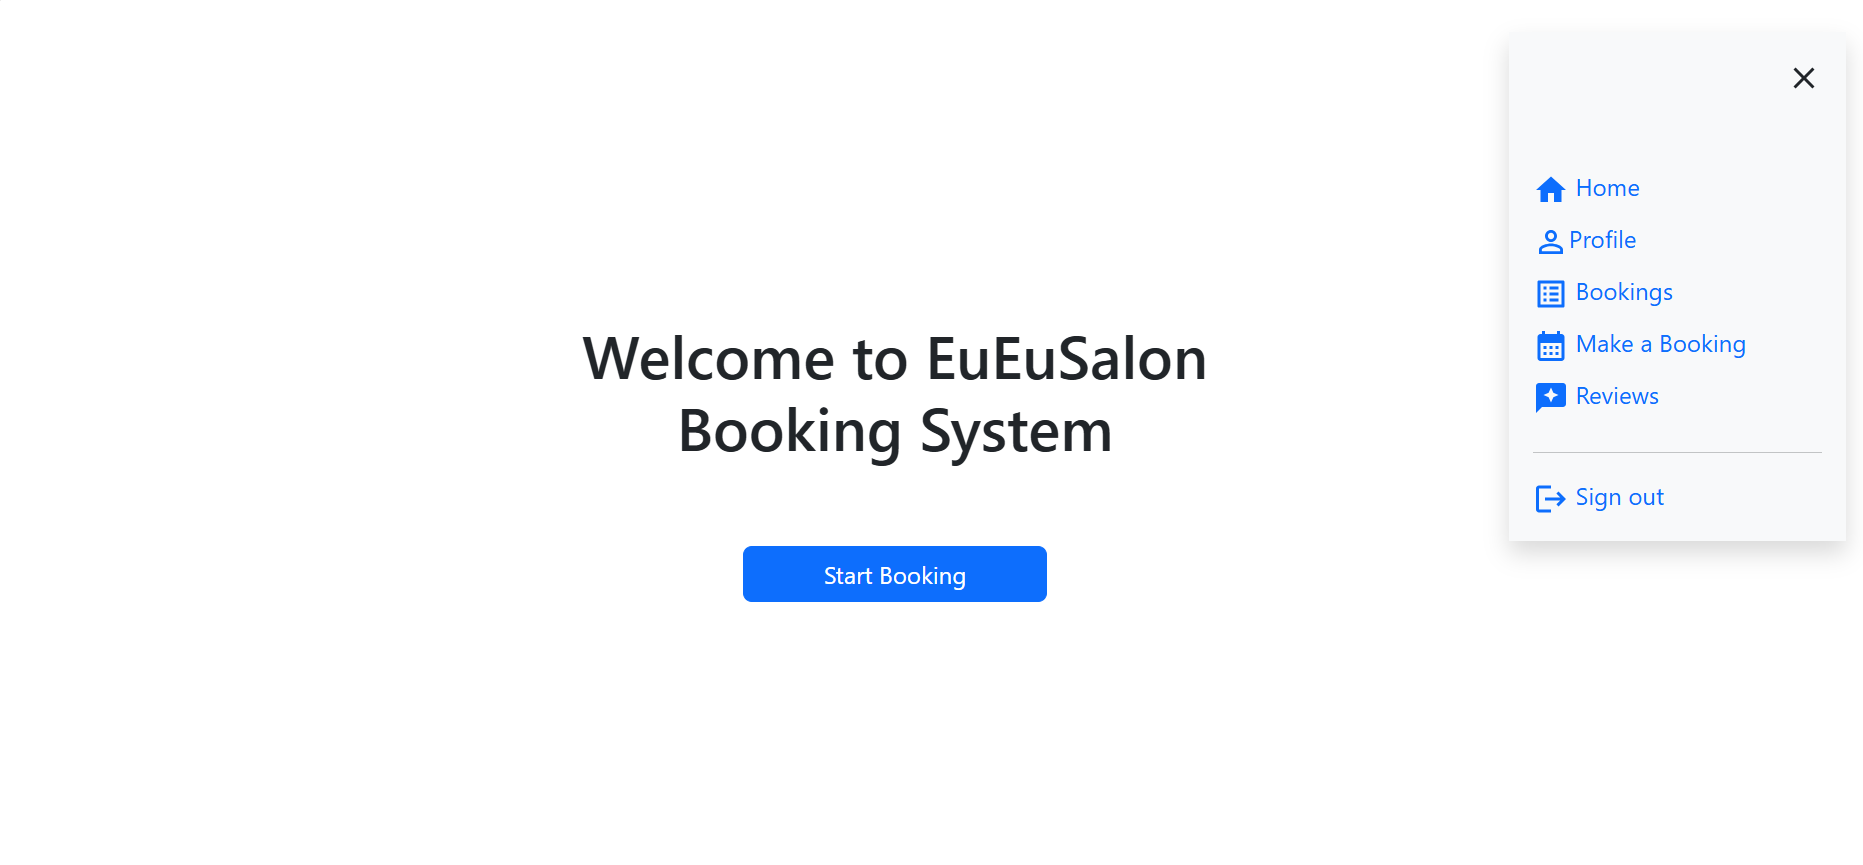 Welcome to EuEuSalon
Booking System
Start Booking
Home
Profile
Bookings
Make a Booking
Reviews
Sign out